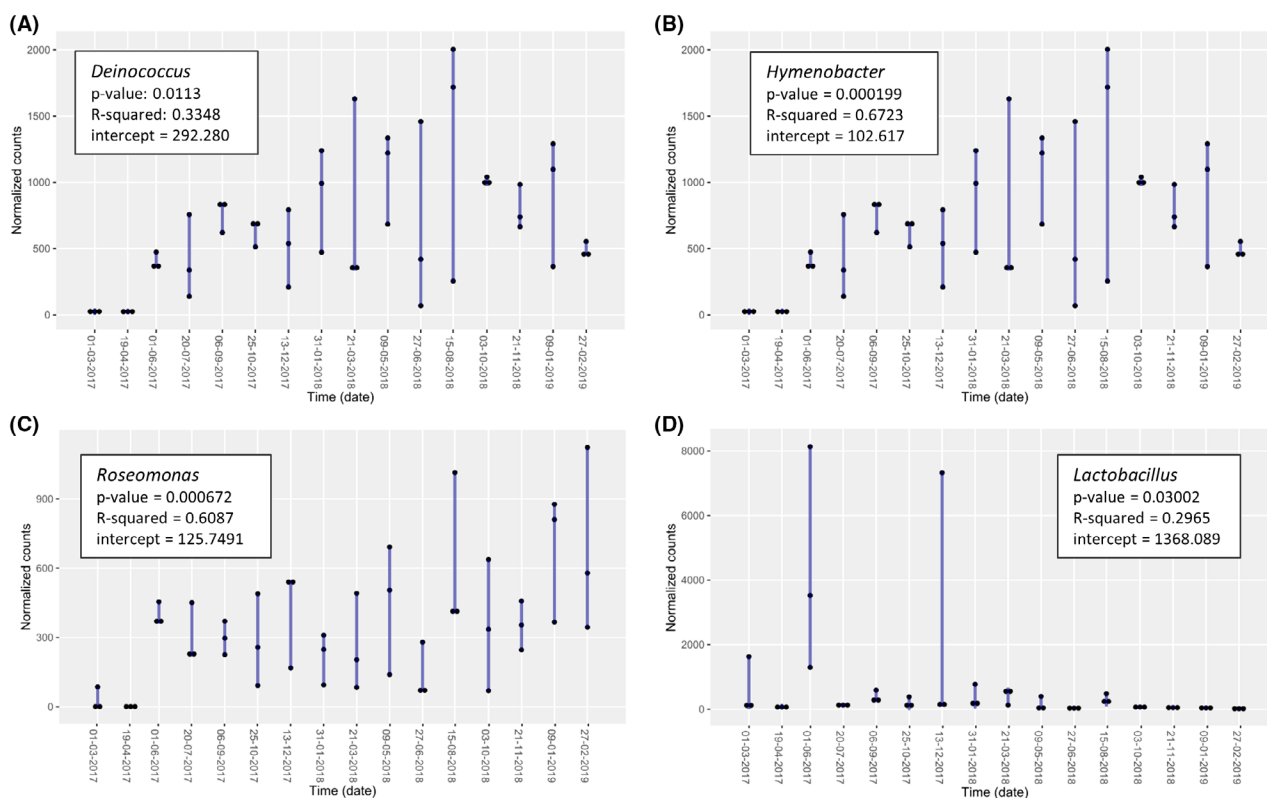 (A)
Deinococcus
p-value: 0.0113
R-squared: 0.3348
intercept = 292.280
Normalized counts
2000
1500
1000
500
0
01-03-2017
19-04-2017
01-06-2017
20-07-2017
06-09-2017
25-10-2017
13-12-2017
31-01-2018
21-03-2018
09-05-2018
27-06-2018
15-08-2018
03-10-2018
21-11-2018
09-01-2019
27-02-2019
Time (date)
(B)
Hymenobacter
p-value = 0.000199
R-squared = 0.6723
intercept = 102.617
Normalized counts
2000
1500
1000
500
0
01-03-2017
19-04-2017
01-06-2017
20-07-2017
06-09-2017
25-10-2017
13-12-2017
31-01-2018
21-03-2018
09-05-2018
27-06-2018
15-08-2018
03-10-2018
21-11-2018
09-01-2019
27-02-2019
Time (date)
(C)
Roseomonas
p-value = 0.000672
R-squared = 0.6087
intercept = 125.7491
Normalized counts
900
600
300
0
01-03-2017
19-04-2017
01-06-2017
20-07-2017
06-09-2017
25-10-2017
13-12-2017
31-01-2018
21-03-2018
09-05-2018
27-06-2018
15-08-2018
03-10-2018
21-11-2018
09-01-2019
27-02-2019
Time (date)
(D)
Lactobacillus
p-value = 0.03002
R-squared = 0.2965
intercept = 1368.089
Normalized counts
8000
6000
4000
2000
0
01-03-2017
19-04-2017
01-06-2017
20-07-2017
06-09-2017
25-10-2017
13-12-2017
31-01-2018
21-03-2018
09-05-2018
27-06-2018
15-08-2018
03-10-2018
21-11-2018
09-01-2019
27-02-2019
Time (date)